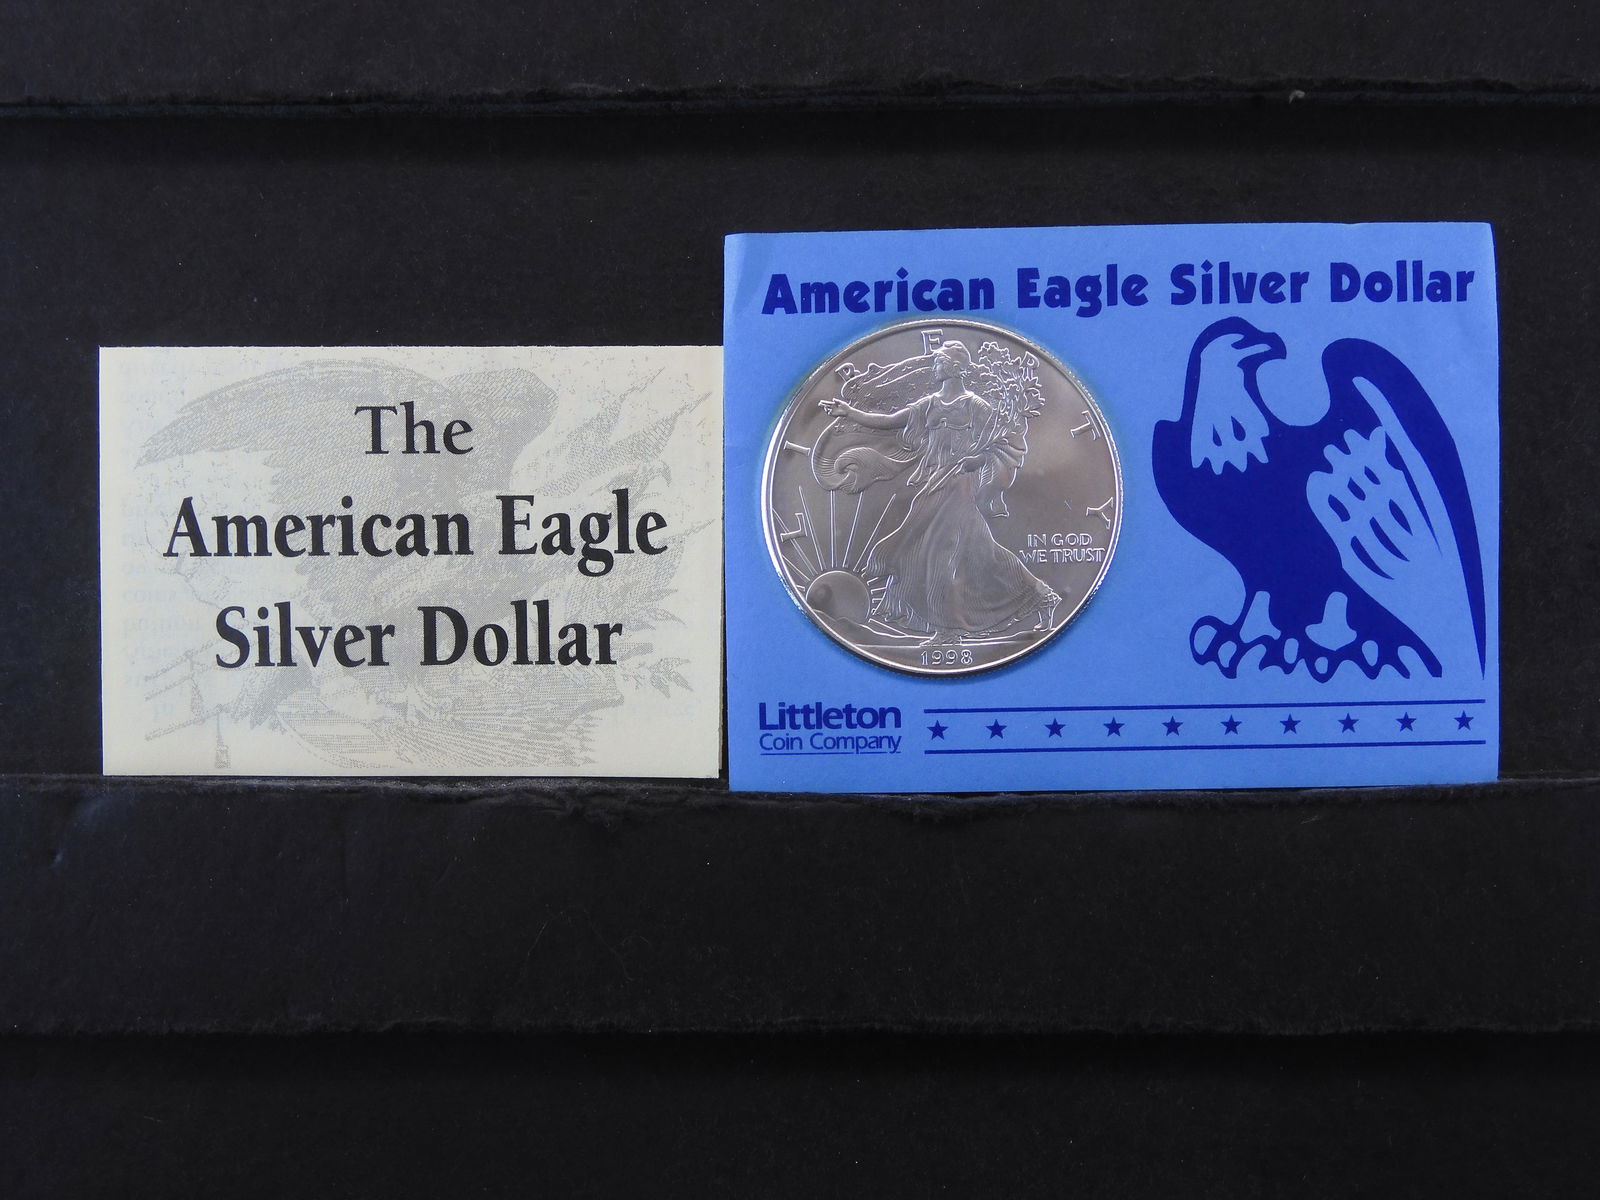 The
American Eagle
Silver Dollar
American Eagle Silver Dollar
LIBERTY
IN GOD
WE TRUST
1998
Littleton
Coin Company